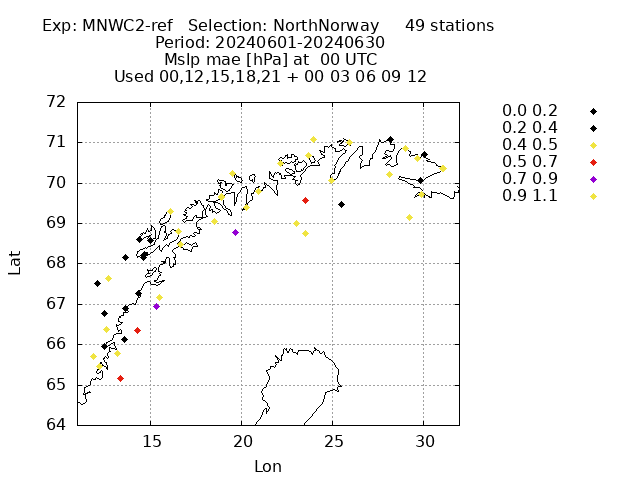 Exp: MNWC2-ref   Selection: NorthNorway     49 stations
Period: 20240601-20240630
Mslp mae [hPa] at  00 UTC
Used 00,12,15,18,21 + 00 03 06 09 12
0.0 0.2
0.2 0.4
0.4 0.5
0.5 0.7
0.7 0.9
0.9 1.1
72
71
70
69
68
67
66
65
64
Lat
15 20 25 30
Lon